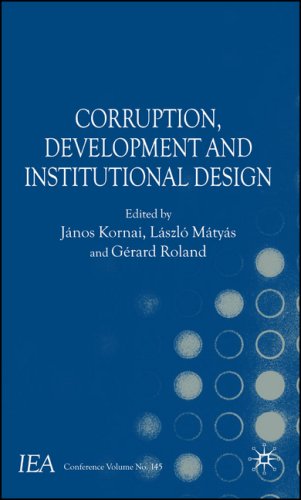 CORRUPTION,
DEVELOPMENT AND
INSTITUTIONAL DESIGN
Edited by
János Kornai, László Mátyás
and Gérard Roland
IEA Conference Volume No. 145